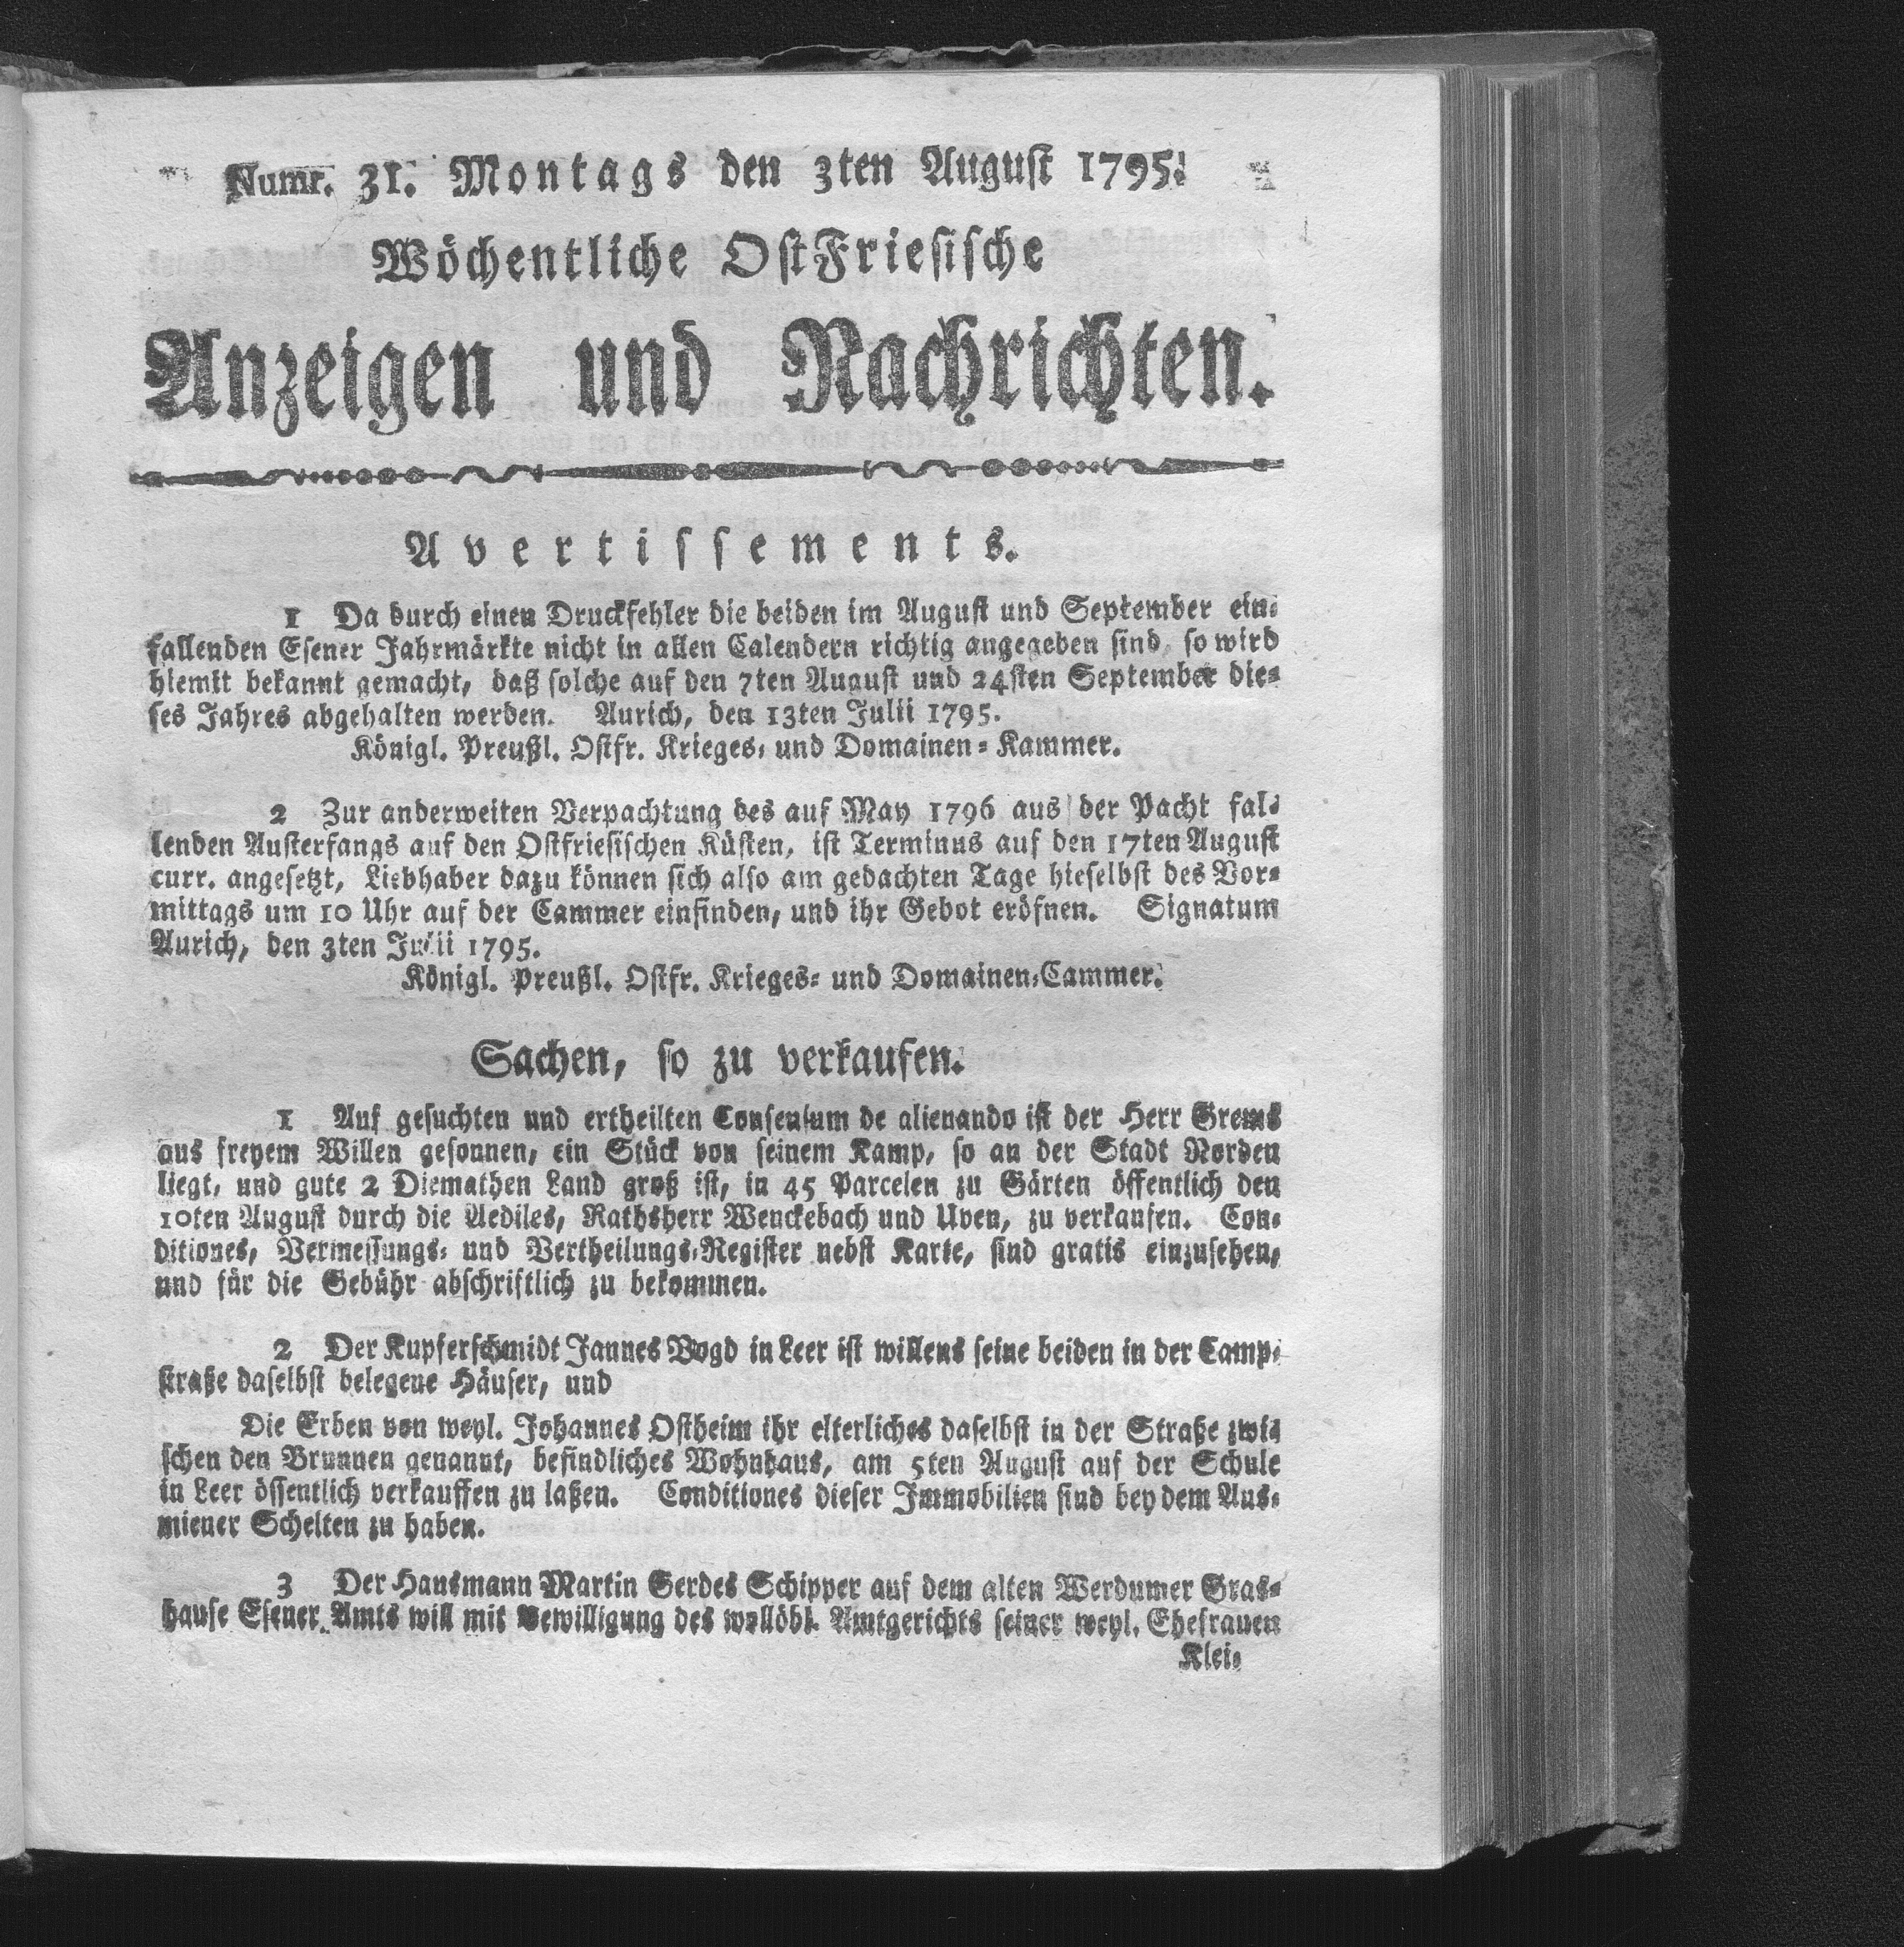 Numr. 31. Montags den 3ten August 1795.
Wöchentliche OstFriesische
Anzeigen und Nachrichten.
Avertissements.
1 Da durch einen Druckfehler die beiden im August und September ein-
fallenden Esener Jahrmärkte nicht in allen Calendern richtig angegeben sind, so wird
hiemit bekannt gemacht, daß solche auf den 7ten August und 24sten September die-
ses Jahres abgehalten werden. Aurich, den 13ten Julii 1795.
Königl. Preußl. Ostfr. Krieges- und Domainen-Kammer.
2 Zur anderweiten Verpachtung des auf May 1796 aus der Pacht fal-
lenden Austerfangs auf den Ostfriesischen Küsten, ist Terminus auf den 17ten August
curr. angesetzt, Liebhaber dazu können sich also am gedachten Tage hieselbst des Vor-
mittags um 10 Uhr auf der Cammer einfinden, und ihr Gebot eröfnen. Signatum
Aurich, den 3ten Julii 1795.
Königl. Preußl. Ostfr. Krieges- und Domainen-Cammer.
Sachen, so zu verkaufen.
1 Auf gesuchten und ertheilten Consensum de alienando ist der Herr Grems
aus freyem Willen gesonnen, ein Stück von seinem Kamp, so an der Stadt Norden
liegt, und gute 2 Diemathen Land groß ist, in 45 Parcelen zu Gärten öffentlich den
10ten August durch die Aediles, Rathsherr Wenckebach und Uven, zu verkaufen. Con-
ditiones, Vermessungs- und Vertheilungs-Register nebst Karte, sind gratis einzusehen,
und für die Gebühr abschriftlich zu bekommen.
2 Der Kupferschmidt Jannes Vogd in Leer ist willens seine beiden in der Camp-
straße daselbst belegene Häuser, und
Die Erben von weyl. Johannes Ostheim ihr elterliches daselbst in der Straße zwi-
schen den Brunnen genannt, befindliches Wohnhaus, am 5ten August auf der Schule
in Leer össentlich verkauffen zu laßen. Conditiones dieser Immobilien sind bey dem Aus-
miener Schelten zu haben.
3 Der Hausmann Martin Gerdes Schipper auf dem alten Werdumer Gras-
hause Esener Amts will mit Bewilligung des wollöbl. Amtgerichts seiner weyl. Ehefrauen
Klei-